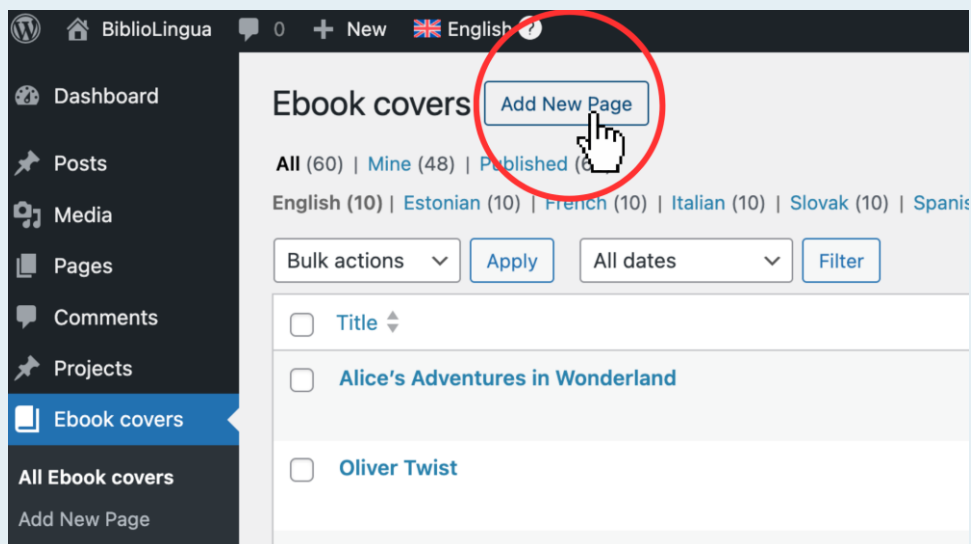 BiblioLingua 0 + New English ?
Dashboard
Posts
Media
Pages
Comments
Projects
Ebook covers
All Ebook covers
Add New Page
Ebook covers Add New Page
All (60) | Mine (48) | Published (6
English (10) | Estonian (10) | French (10) | Italian (10) | Slovak (10) | Spanis
Bulk actions Apply All dates Filter
Title
Alice’s Adventures in Wonderland
Oliver Twist